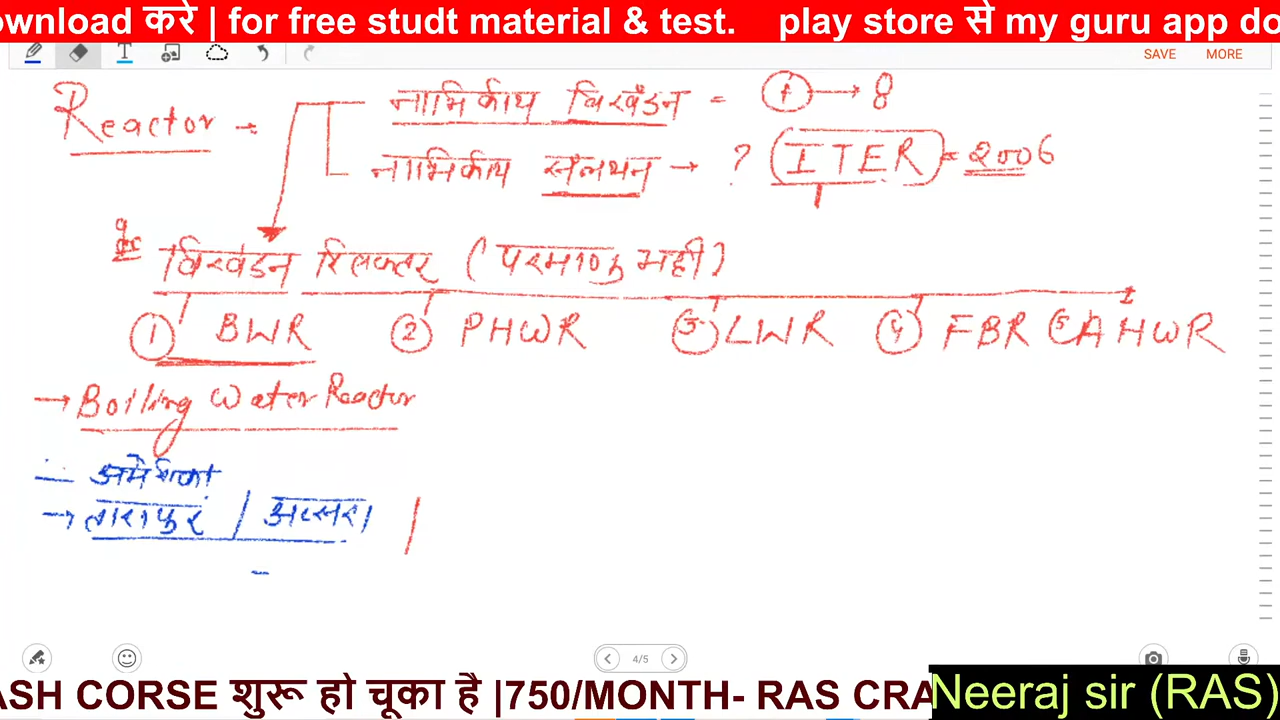 ownload करे | for free studt material & test. play store से my guru app do
SAVE MORE
Reactor → नाभिकीय विखंडन = → 8
नाभिकीय संलयन → ? ITER = 2006
विखंडन रिएक्टर ( परमाणु भट्टी )
① BWR ② PHWR ③ LWR ④ FBR ⑤ AHWR
→ Boiling Water Reactor
अमेरिका
→ तारापुर | अप्सरा |
4/5
ASH CORSE शुरू हो चूका है |750/MONTH- RAS CRA Neeraj sir (RAS)